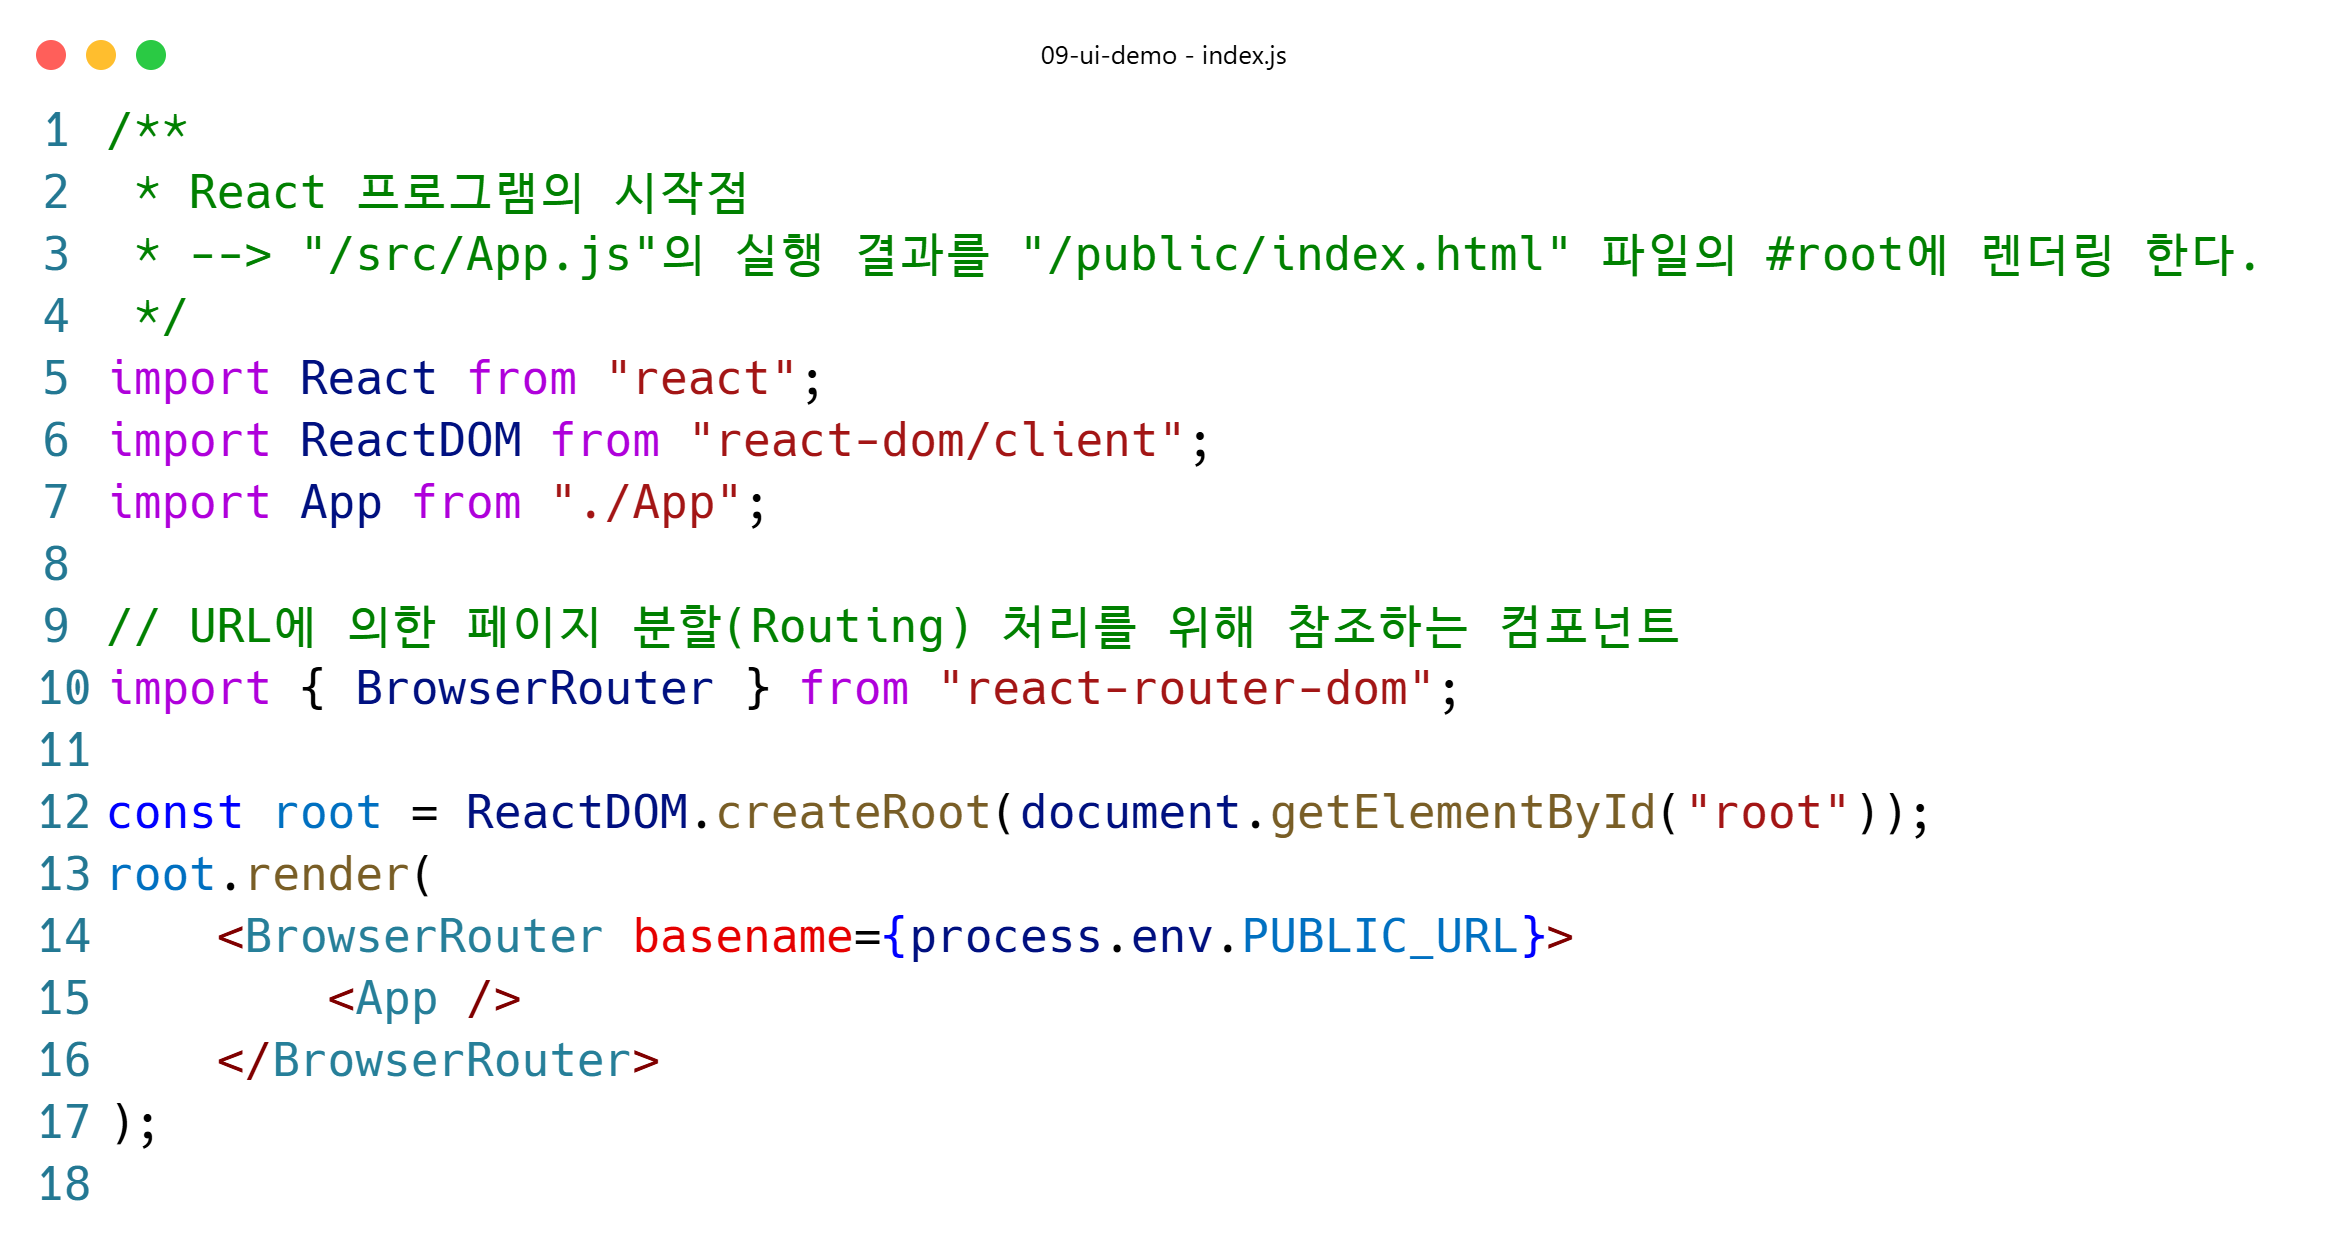 09-ui-demo - index.js
1 /**
2  * React 프로그램의 시작점
3  * --> "/src/App.js"의 실행 결과를 "/public/index.html" 파일의 #root에 렌더링 한다.
4  */
5 import React from "react";
6 import ReactDOM from "react-dom/client";
7 import App from "./App";
8
9 // URL에 의한 페이지 분할(Routing) 처리를 위해 참조하는 컴포넌트
10 import { BrowserRouter } from "react-router-dom";
11
12 const root = ReactDOM.createRoot(document.getElementById("root"));
13 root.render(
14     <BrowserRouter basename={process.env.PUBLIC_URL}>
15         <App />
16     </BrowserRouter>
17 );
18